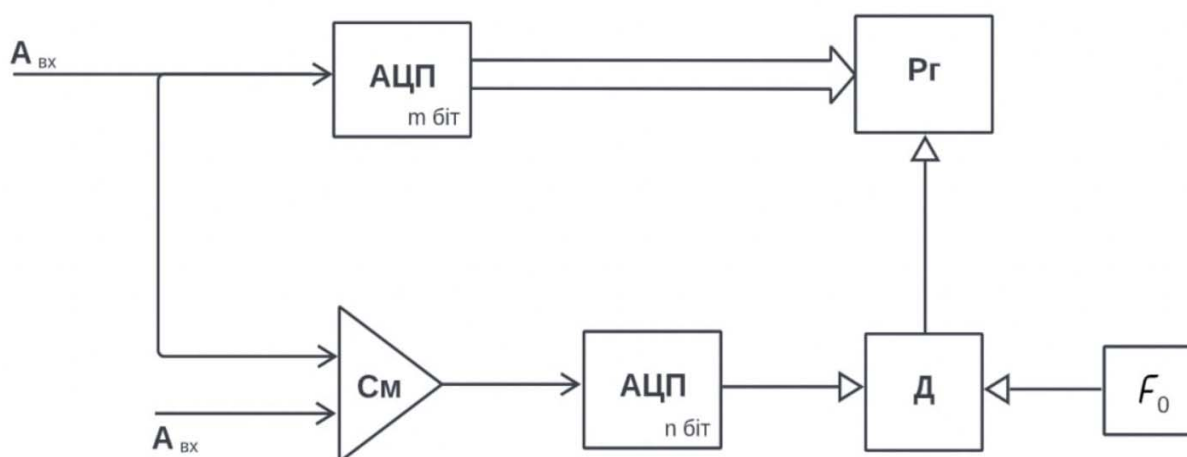 А вх
АЦП
m біт
Рг
См
А вх
АЦП
n біт
Д
F0